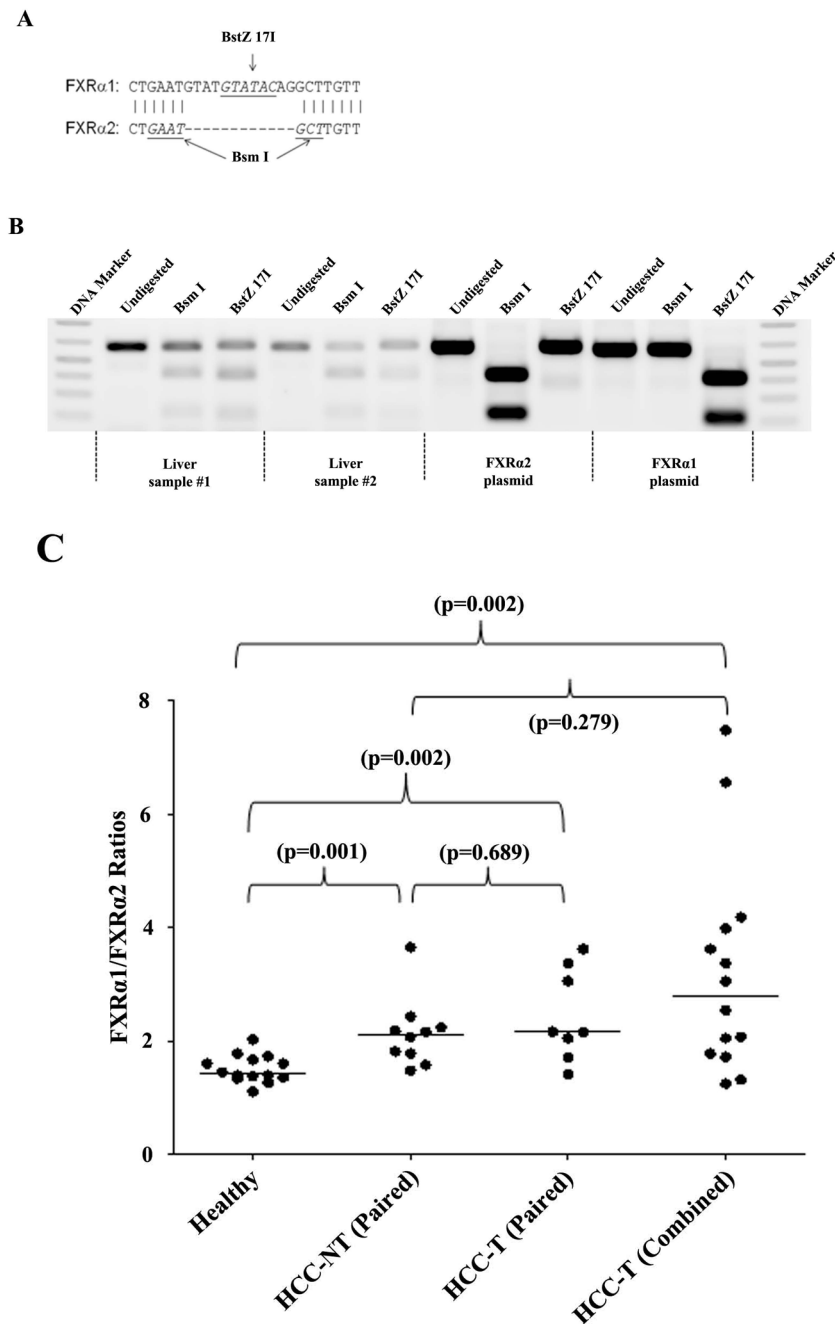 A
BstZ 17I
FXRα1: CTGAATGTATGTATACAGGCTTGTT
FXRα2: CTGAAT------------GCTTGTT
Bsm I
B
DNA Marker
Undigested
Bsm I
BstZ 17I
Undigested
Bsm I
BstZ 17I
Undigested
Bsm I
BstZ 17I
Undigested
Bsm I
BstZ 17I
DNA Marker
Liver
sample #1
Liver
sample #2
FXRα2
plasmid
FXRα1
plasmid
C
(p=0.002)
(p=0.279)
(p=0.002)
(p=0.001)
(p=0.689)
FXRα1/FXRα2 Ratios
8
6
4
2
0
Healthy
HCC-NT (Paired)
HCC-T (Paired)
HCC-T (Combined)